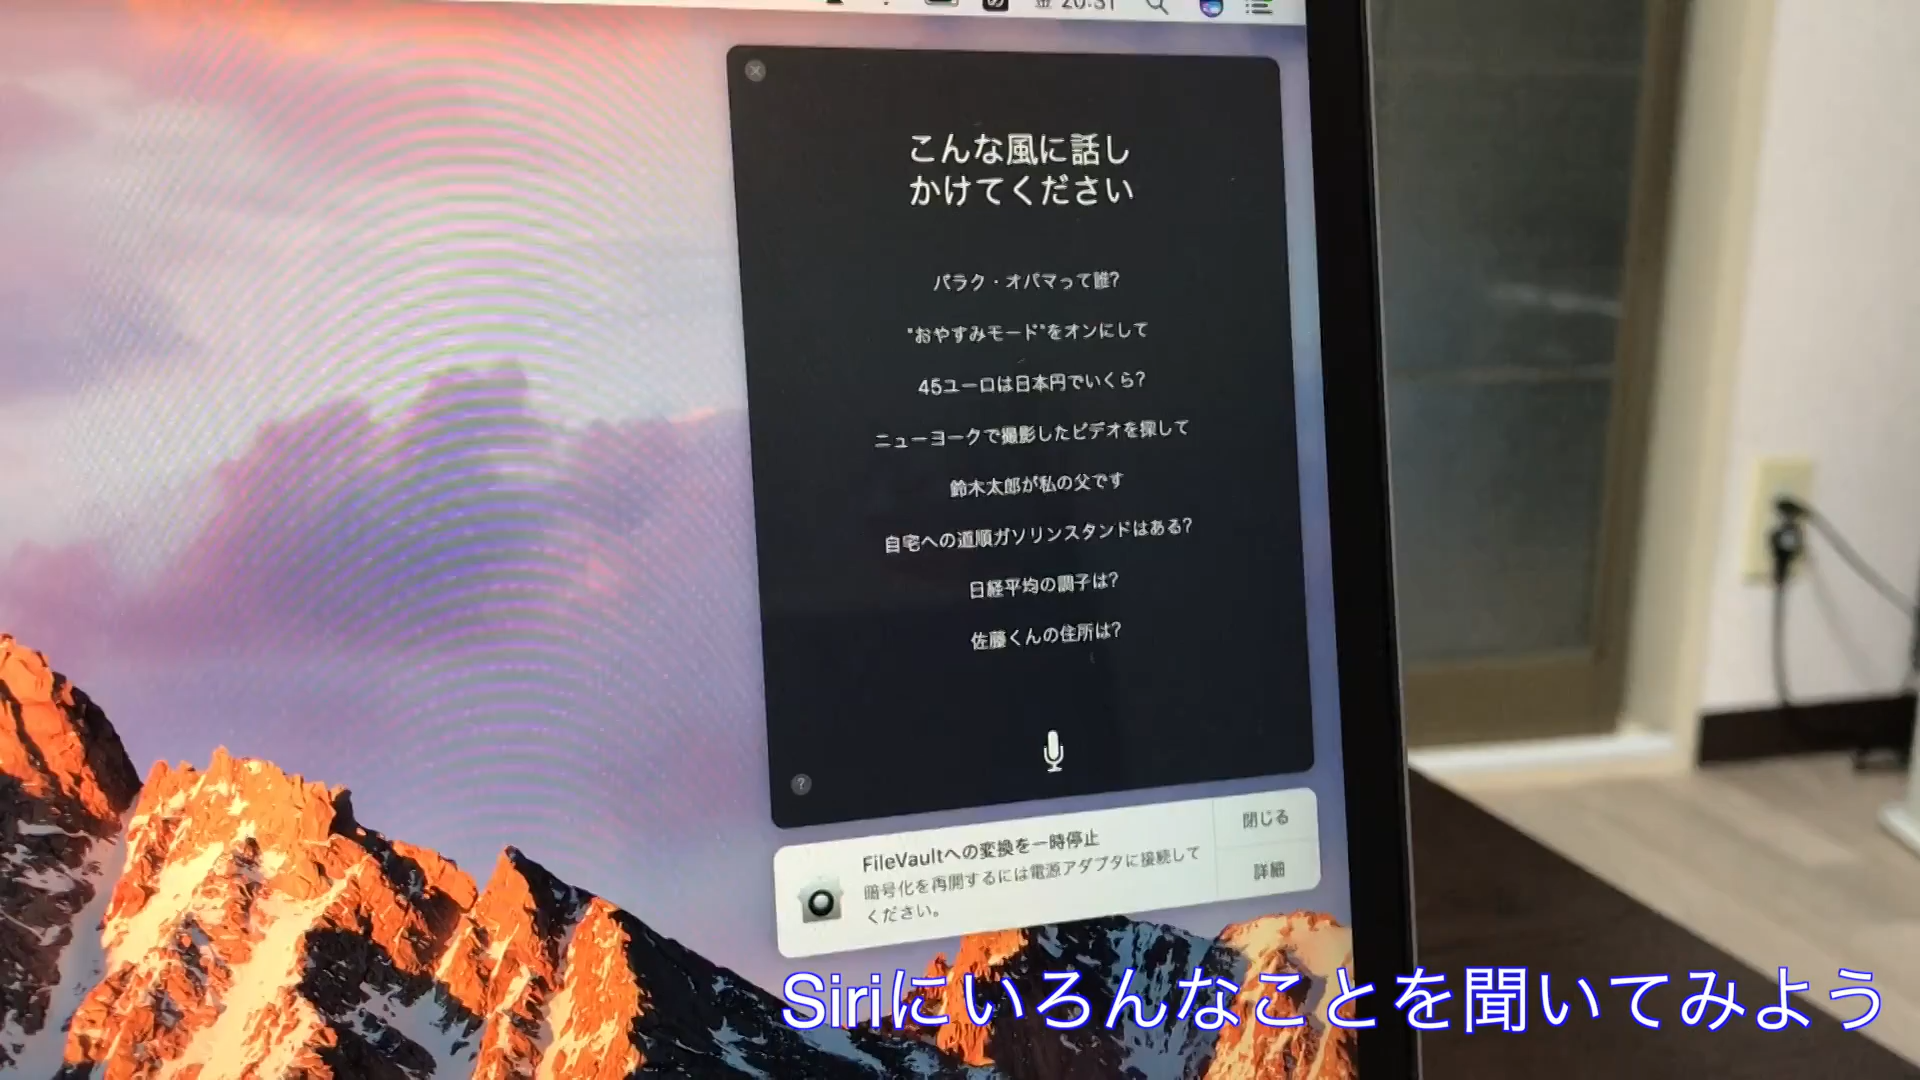 金 20:31
こんな風に話し
かけてください
バラク・オバマって誰?
"おやすみモード"をオンにして
45ユーロは日本円でいくら?
ニューヨークで撮影したビデオを探して
鈴木太郎が私の父です
自宅への道順ガソリンスタンドはある?
日経平均の調子は?
佐藤くんの住所は?
?
FileVaultへの変換を一時停止
暗号化を再開するには電源アダプタに接続して
ください。
閉じる
詳細
Siriにいろんなことを聞いてみよう